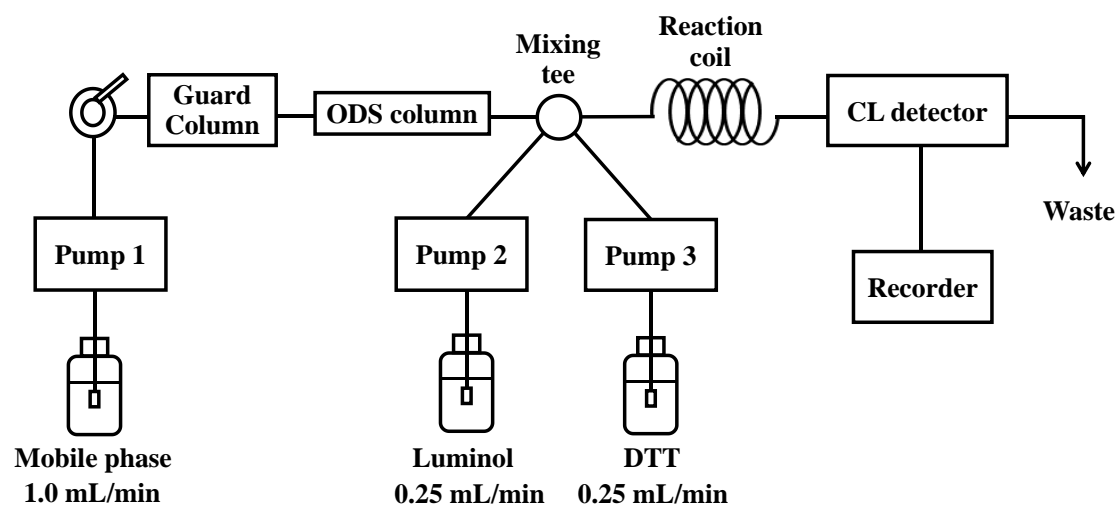 Reaction
coil
Mixing
tee
Guard
Column
ODS column
CL detector
Waste
Pump 1
Pump 2
Pump 3
Recorder
Mobile phase
1.0 mL/min
Luminol
0.25 mL/min
DTT
0.25 mL/min